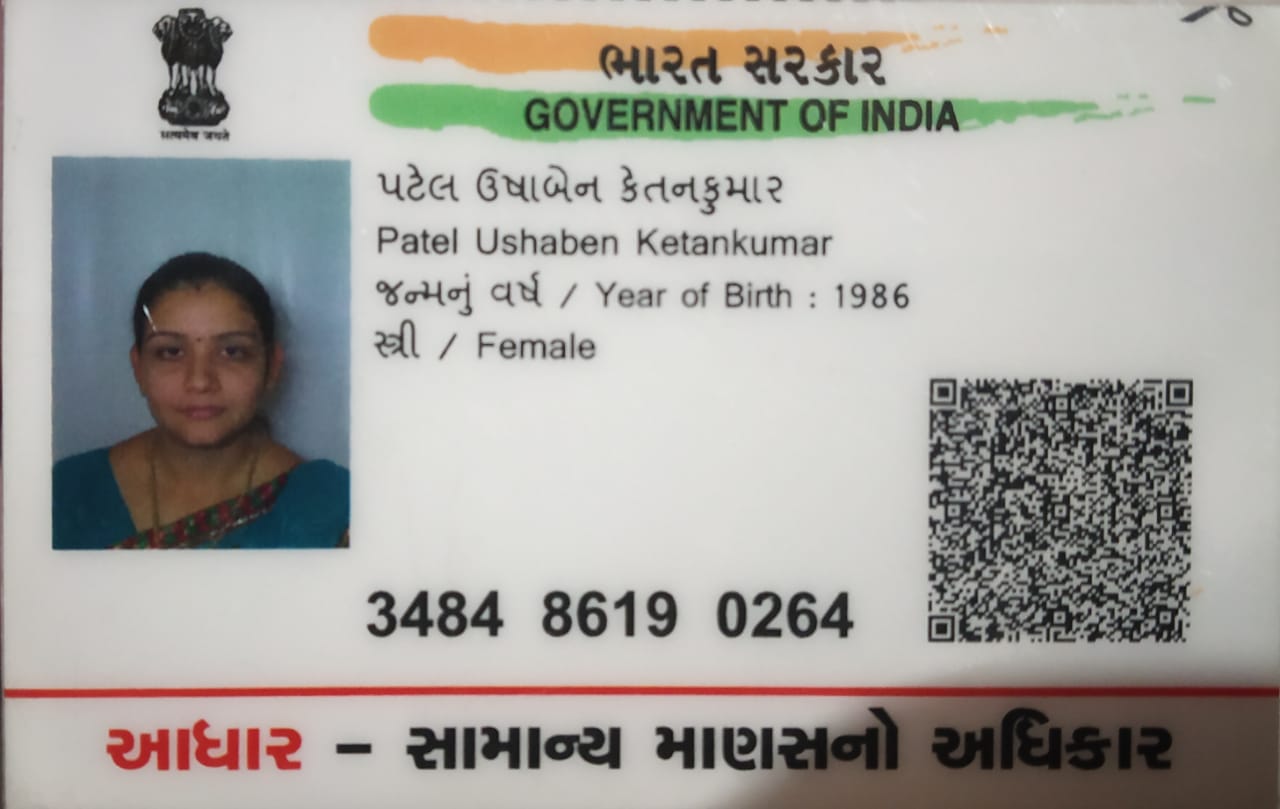 सत्यमेव जयते
ભારત સરકાર
GOVERNMENT OF INDIA
પટેલ ઉષાબેન કેતનકુમાર
Patel Ushaben Ketankumar
જન્મનું વર્ષ / Year of Birth : 1986
સ્ત્રી / Female
3484 8619 0264
આધાર – સામાન્ય માણસનો અધિકાર